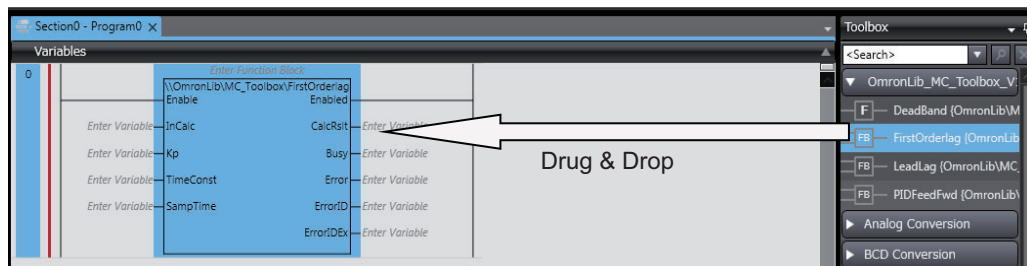 Section0 - Program0
Variables
0
Enter Function Block
\\OmronLib\MC_Toolbox\FirstOrderlag
Enable Enabled
Enter Variable InCalc CalcRslt Enter Variable
Enter Variable Kp Busy Enter Variable
Enter Variable TimeConst Error Enter Variable
Enter Variable SampTime ErrorID Enter Variable
ErrorIDEx Enter Variable
Drug & Drop
Toolbox
<Search>
OmronLib_MC_Toolbox_V
F DeadBand {OmronLib\M
FB FirstOrderlag {OmronLib
FB LeadLag {OmronLib\MC_
FB PIDFeedFwd {OmronLib\
Analog Conversion
BCD Conversion